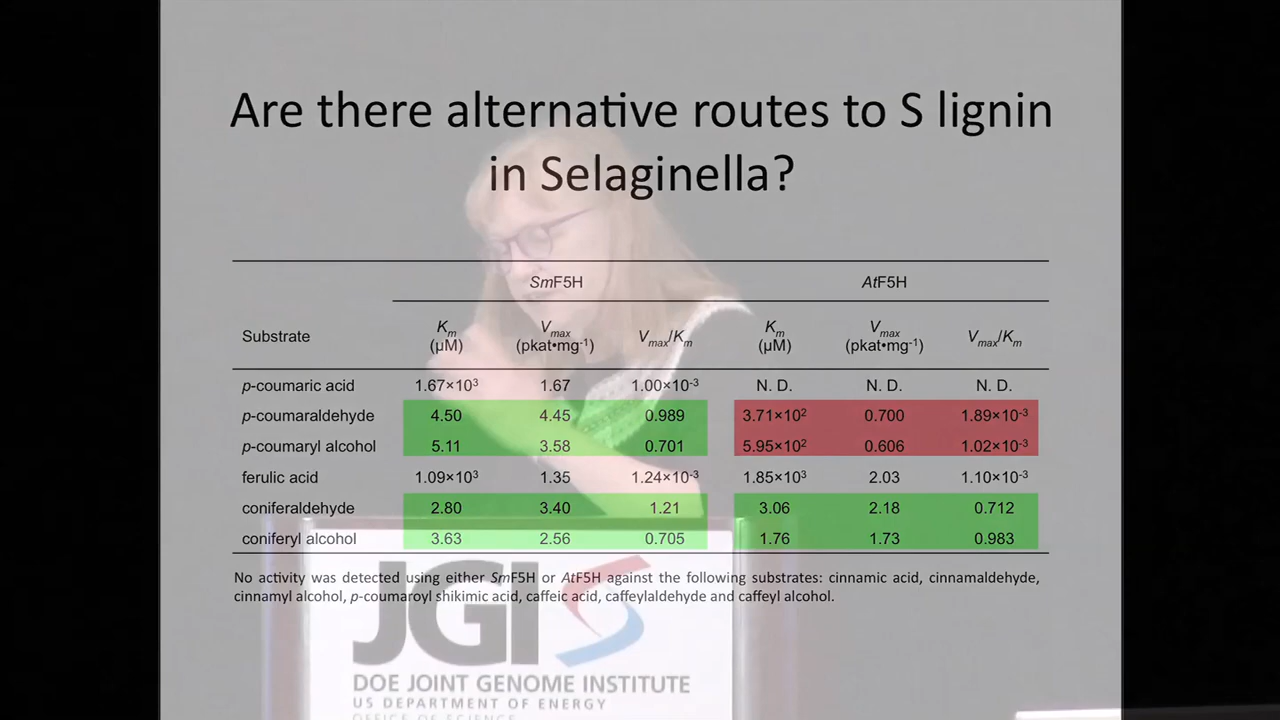 Are there alternative routes to S lignin
in Selaginella?
SmF5H AtF5H
Substrate Km (µM) Vmax (pkat•mg-1) Vmax/Km Km (µM) Vmax (pkat•mg-1) Vmax/Km
p-coumaric acid 1.67×10³ 1.67 1.00×10-3 N. D. N. D. N. D.
p-coumaraldehyde 4.50 4.45 0.989 3.71×10² 0.700 1.89×10-3
p-coumaryl alcohol 5.11 3.58 0.701 5.95×10² 0.606 1.02×10-3
ferulic acid 1.09×10³ 1.35 1.24×10-3 1.85×10³ 2.03 1.10×10-3
coniferaldehyde 2.80 3.40 1.21 3.06 2.18 0.712
coniferyl alcohol 3.63 2.56 0.705 1.76 1.73 0.983
No activity was detected using either SmF5H or AtF5H against the following substrates: cinnamic acid, cinnamaldehyde,
cinnamyl alcohol, p-coumaroyl shikimic acid, caffeic acid, caffeylaldehyde and caffeyl alcohol.
JGI
DOE JOINT GENOME INSTITUTE
US DEPARTMENT OF ENERGY
OFFICE OF SCIENCE